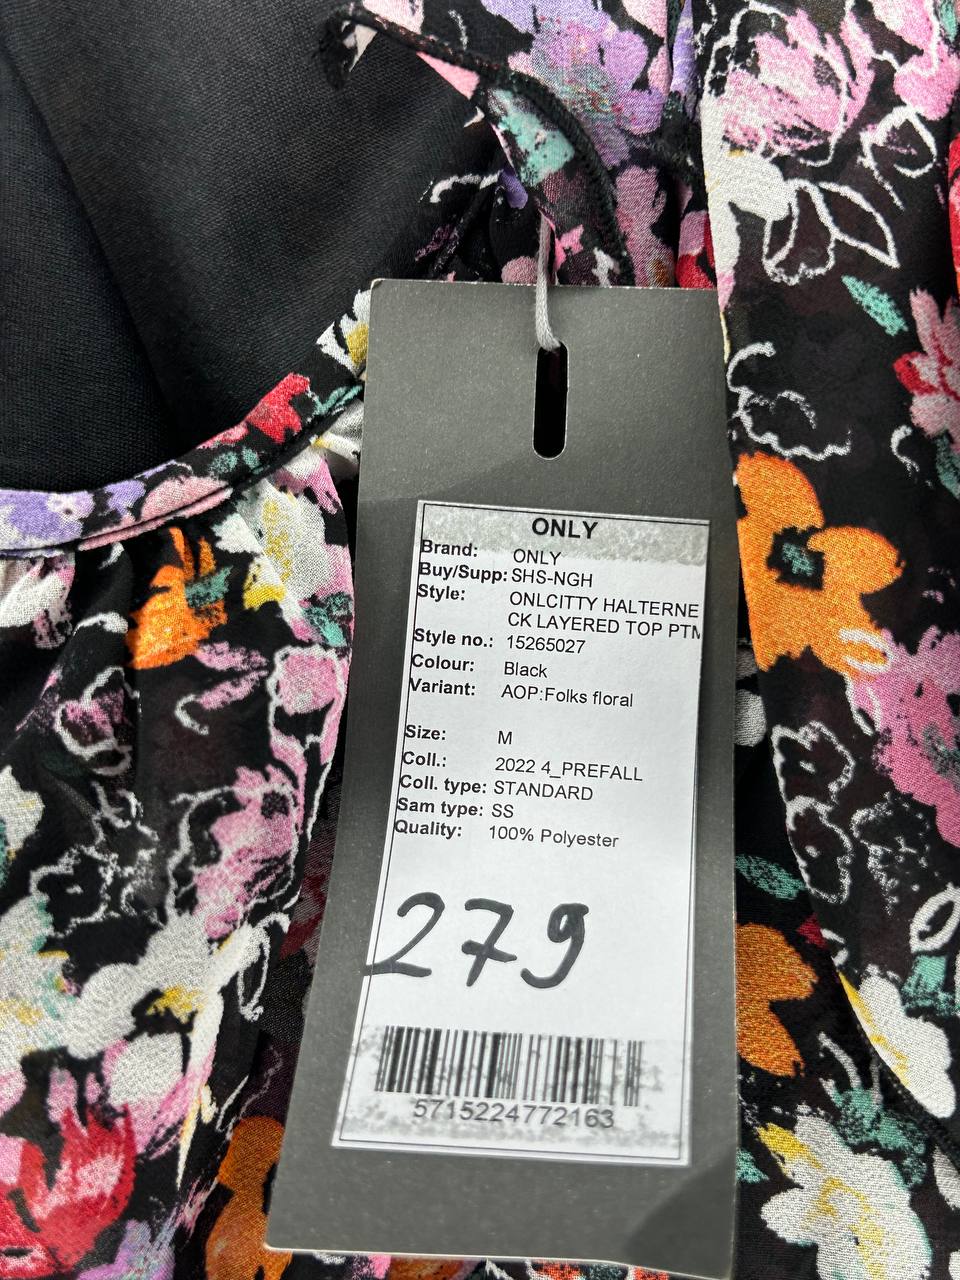 ONLY
Brand: ONLY
Buy/Supp: SHS-NGH
Style: ONLCITTY HALTERNE
CK LAYERED TOP PTM
Style no.: 15265027
Colour: Black
Variant: AOP:Folks floral
Size: M
Coll.: 2022 4_PREFALL
Coll. type: STANDARD
Sam type: SS
Quality: 100% Polyester
279
5715224772163